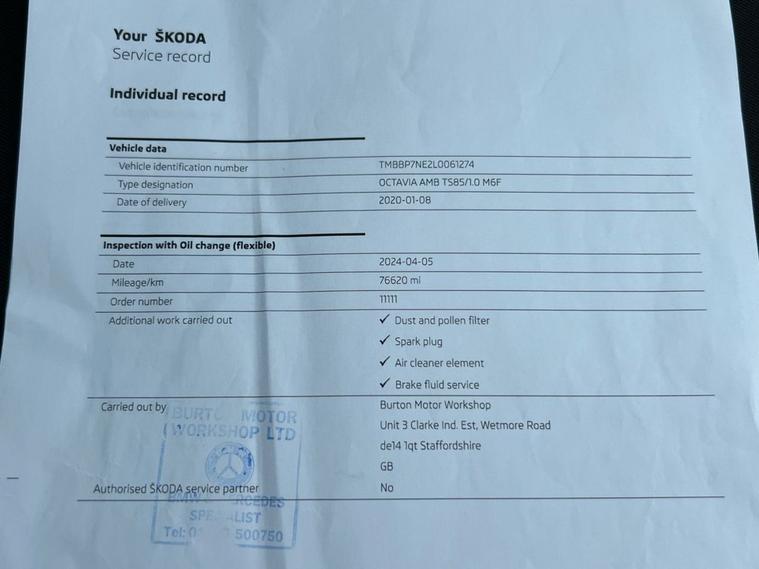 Your ŠKODA
Service record
Individual record
Vehicle data
Vehicle identification number TMBBP7NE2L0061274
Type designation OCTAVIA AMB TS85/1.0 M6F
Date of delivery 2020-01-08
Inspection with Oil change (flexible)
Date 2024-04-05
Mileage/km 76620 mi
Order number 11111
Additional work carried out ✓ Dust and pollen filter
✓ Spark plug
✓ Air cleaner element
✓ Brake fluid service
Carried out by Burton Motor Workshop
Unit 3 Clarke Ind. Est, Wetmore Road
de14 1qt Staffordshire
GB
Authorised ŠKODA service partner No
MOTOR
(WORKSHOP LTD
BMW
Tel: 500750